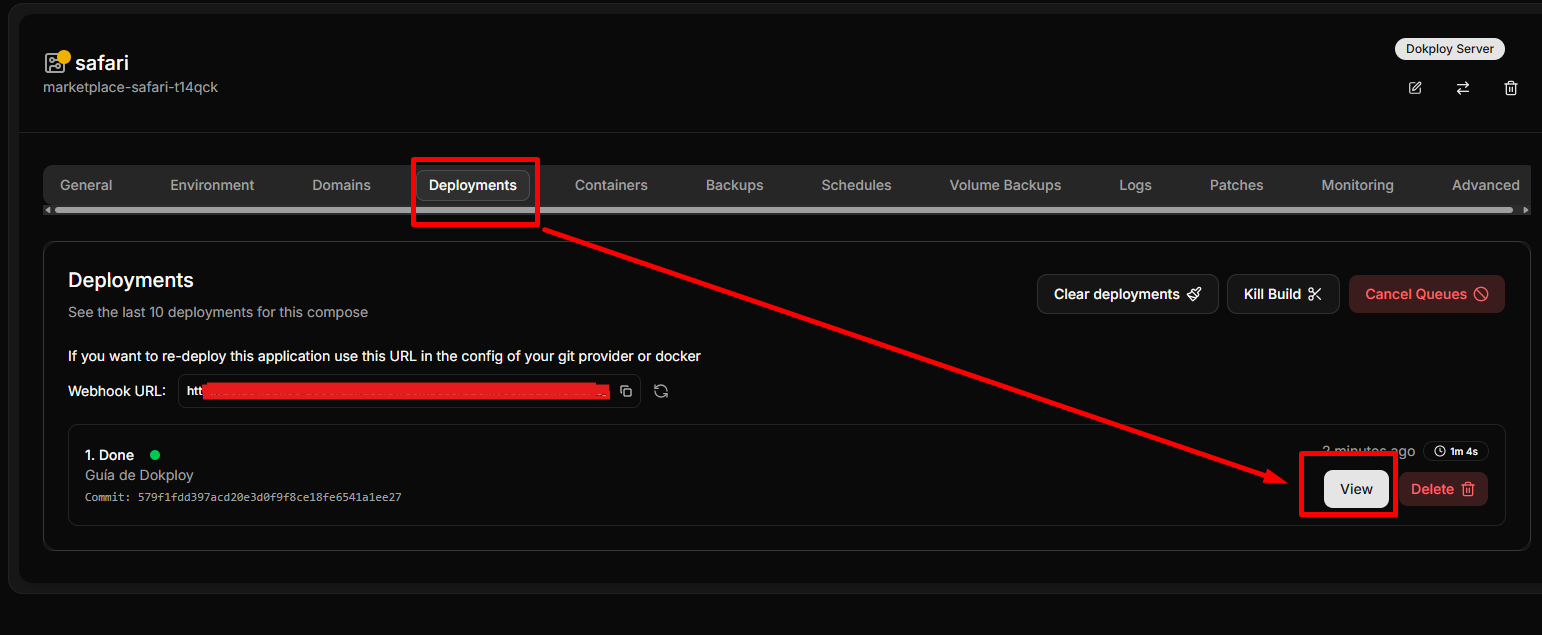 safari
Dokploy Server
marketplace-safari-t14qck
General Environment Domains Deployments Containers Backups Schedules Volume Backups Logs Patches Monitoring Advanced
Deployments
See the last 10 deployments for this compose
Clear deployments Kill Build Cancel Queues
If you want to re-deploy this application use this URL in the config of your git provider or docker
Webhook URL: htt
1. Done
2 minutes ago 1m 4s
Guía de Dokploy
View Delete
Commit: 579f1fdd397acd20e3d0f9f8ce18fe6541a1ee27